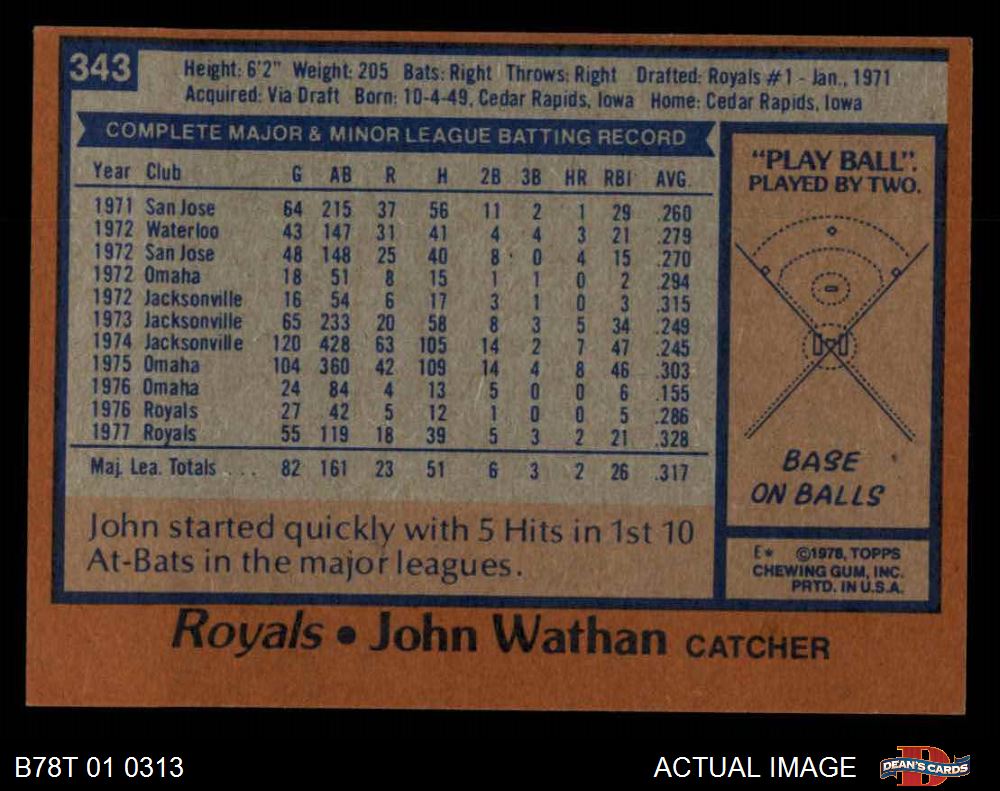 343
Height: 6'2" Weight: 205 Bats: Right Throws: Right Drafted: Royals #1 - Jan., 1971
Acquired: Via Draft Born: 10-4-49, Cedar Rapids, Iowa Home: Cedar Rapids, Iowa
COMPLETE MAJOR & MINOR LEAGUE BATTING RECORD
Year Club G AB R H 2B 3B HR RBI AVG.
1971 San Jose 64 215 37 56 11 2 1 29 .260
1972 Waterloo 43 147 31 41 4 4 3 21 .279
1972 San Jose 48 148 25 40 8 0 4 15 .270
1972 Omaha 18 51 8 15 1 1 0 2 .294
1972 Jacksonville 16 54 6 17 3 1 0 3 .315
1973 Jacksonville 65 233 20 58 8 3 5 34 .249
1974 Jacksonville 120 428 63 105 14 2 7 47 .245
1975 Omaha 104 360 42 109 14 4 8 46 .303
1976 Omaha 24 84 4 13 5 0 0 6 .155
1976 Royals 27 42 5 12 1 0 0 5 .286
1977 Royals 55 119 18 39 5 3 2 21 .328
Maj. Lea. Totals ... 82 161 23 51 6 3 2 26 .317
John started quickly with 5 Hits in 1st 10
At-Bats in the major leagues.
"PLAY BALL".
PLAYED BY TWO.
BASE
ON BALLS
E* ©1978, TOPPS
CHEWING GUM, INC.
PRTD. IN U.S.A.
Royals • John Wathan CATCHER
B78T 01 0313
ACTUAL IMAGE
DEAN'S CARDS